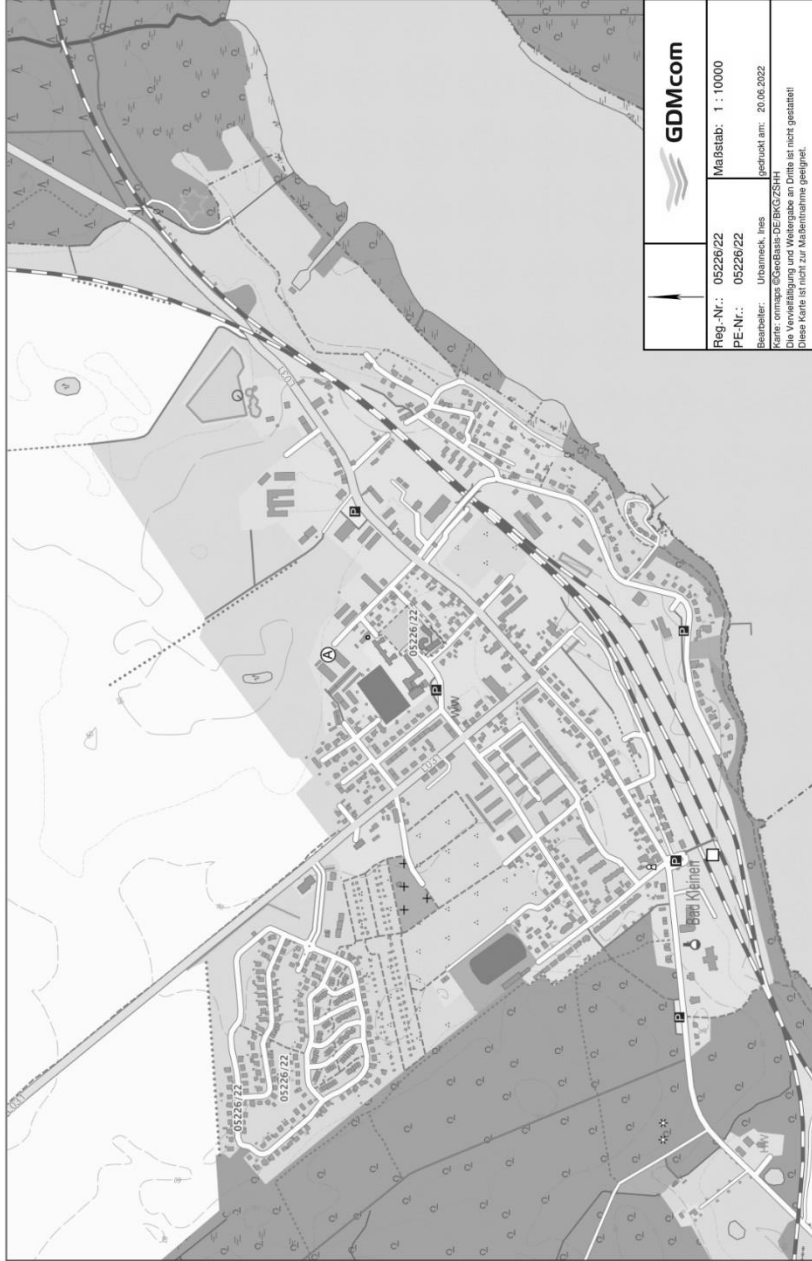 GDMcom
Reg.-Nr.: 05226/22
Maßstab: 1 : 10000
PE-Nr.: 05226/22
Bearbeiter: Urbanneck, Ines
gedruckt am: 20.06.2022
Karte: onmaps ©GeoBasis-DE/BKG/ZSHH
Die Vervielfältigung und Weitergabe an Dritte ist nicht gestattet!
Diese Karte ist nicht zur Maßentnahme geeignet.
05226/22
05226/22
05226/22
Bad Kleinen
L031
P
P
P
P
P
A